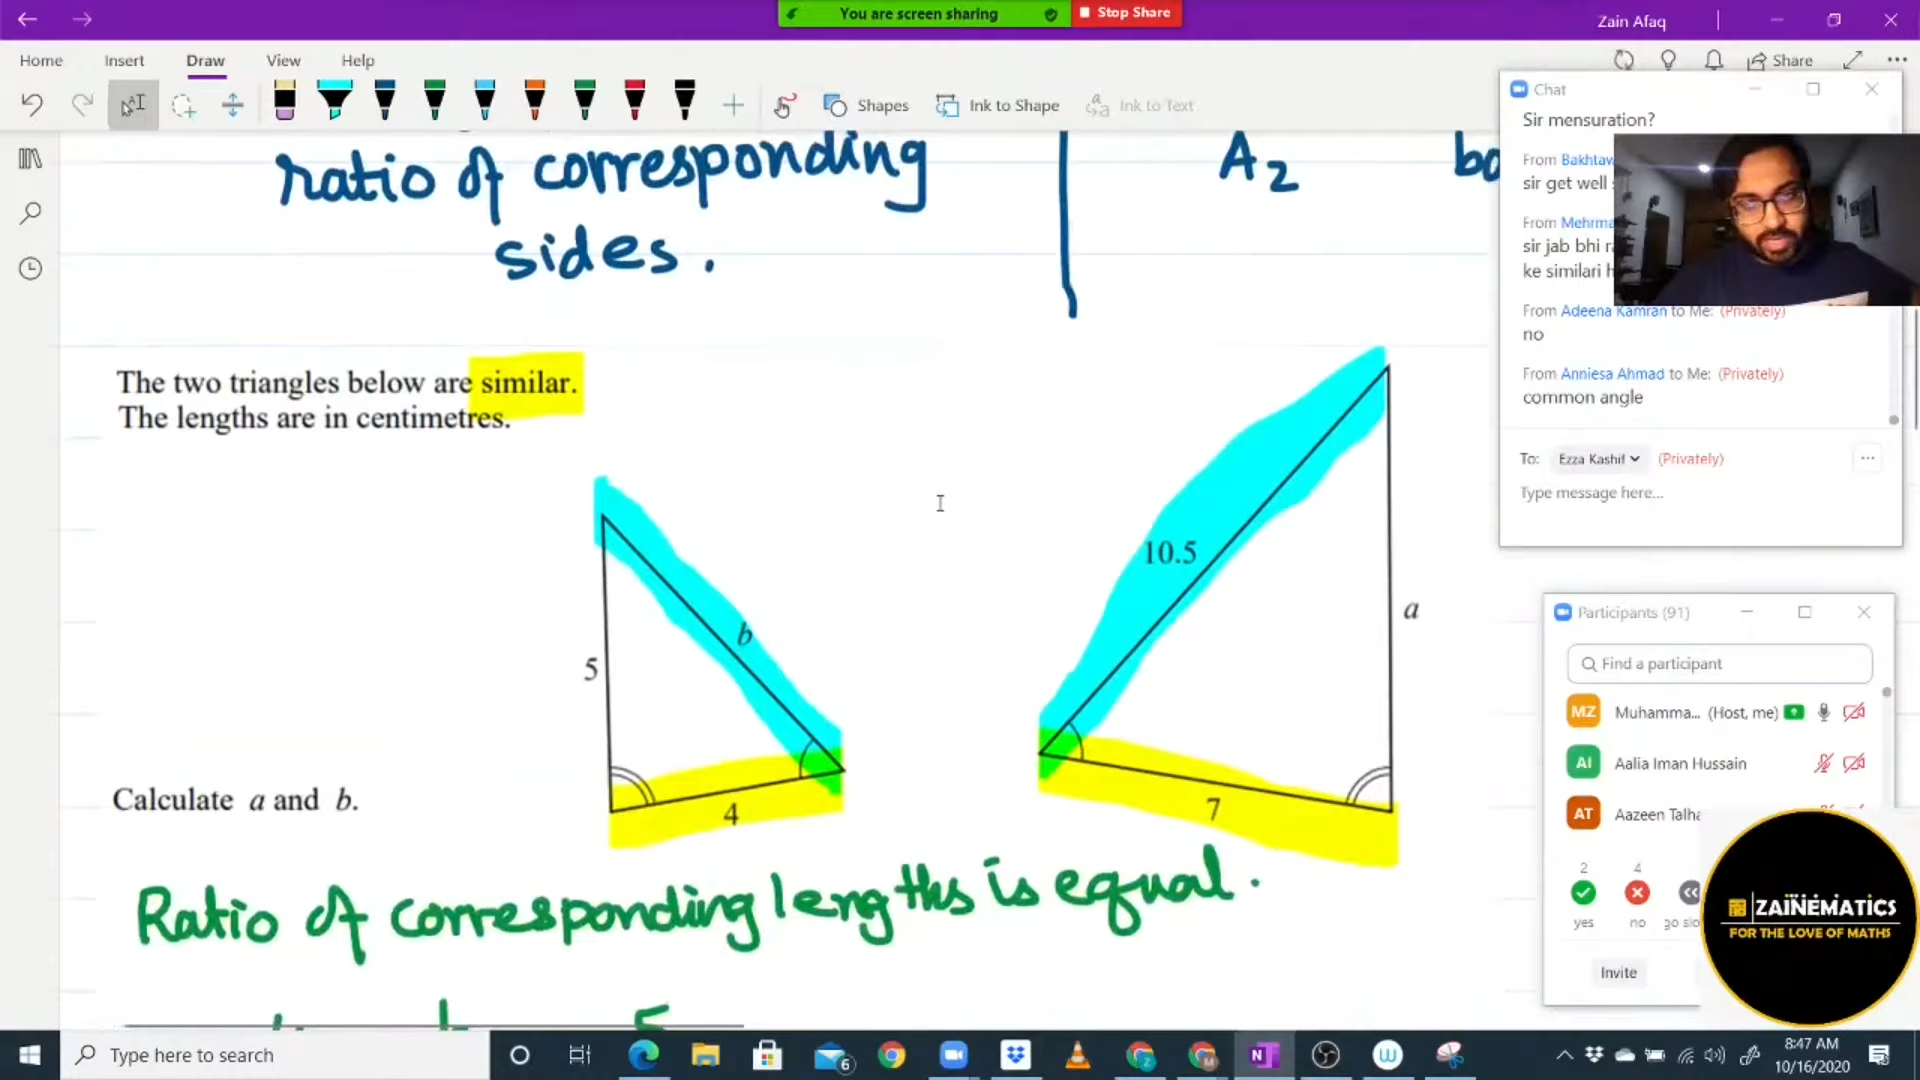 You are screen sharing
Stop Share
Zain Afaq
Home Insert Draw View Help
Share
Shapes
Ink to Shape
Ink to Text
ratio of corresponding
sides.
A2
The two triangles below are similar.
The lengths are in centimetres.
5
b
4
10.5
a
7
Calculate a and b.
Ratio of corresponding lengths is equal.
5
Chat
Sir mensuration?
From Bakhtaw
sir get well
From Mehrma
sir jab bhi
ke similari
From Adeena Kamran to Me: (Privately)
no
From Anniesa Ahmad to Me: (Privately)
common angle
To: Ezza Kashif (Privately)
Type message here...
Participants (91)
Find a participant
MZ Muhamma... (Host, me)
AI Aalia Iman Hussain
AT Aazeen Talha
2 4
yes no go slo
Invite
ZAINEMATICS
FOR THE LOVE OF MATHS
Type here to search
6
N
W
8:47 AM
10/16/2020